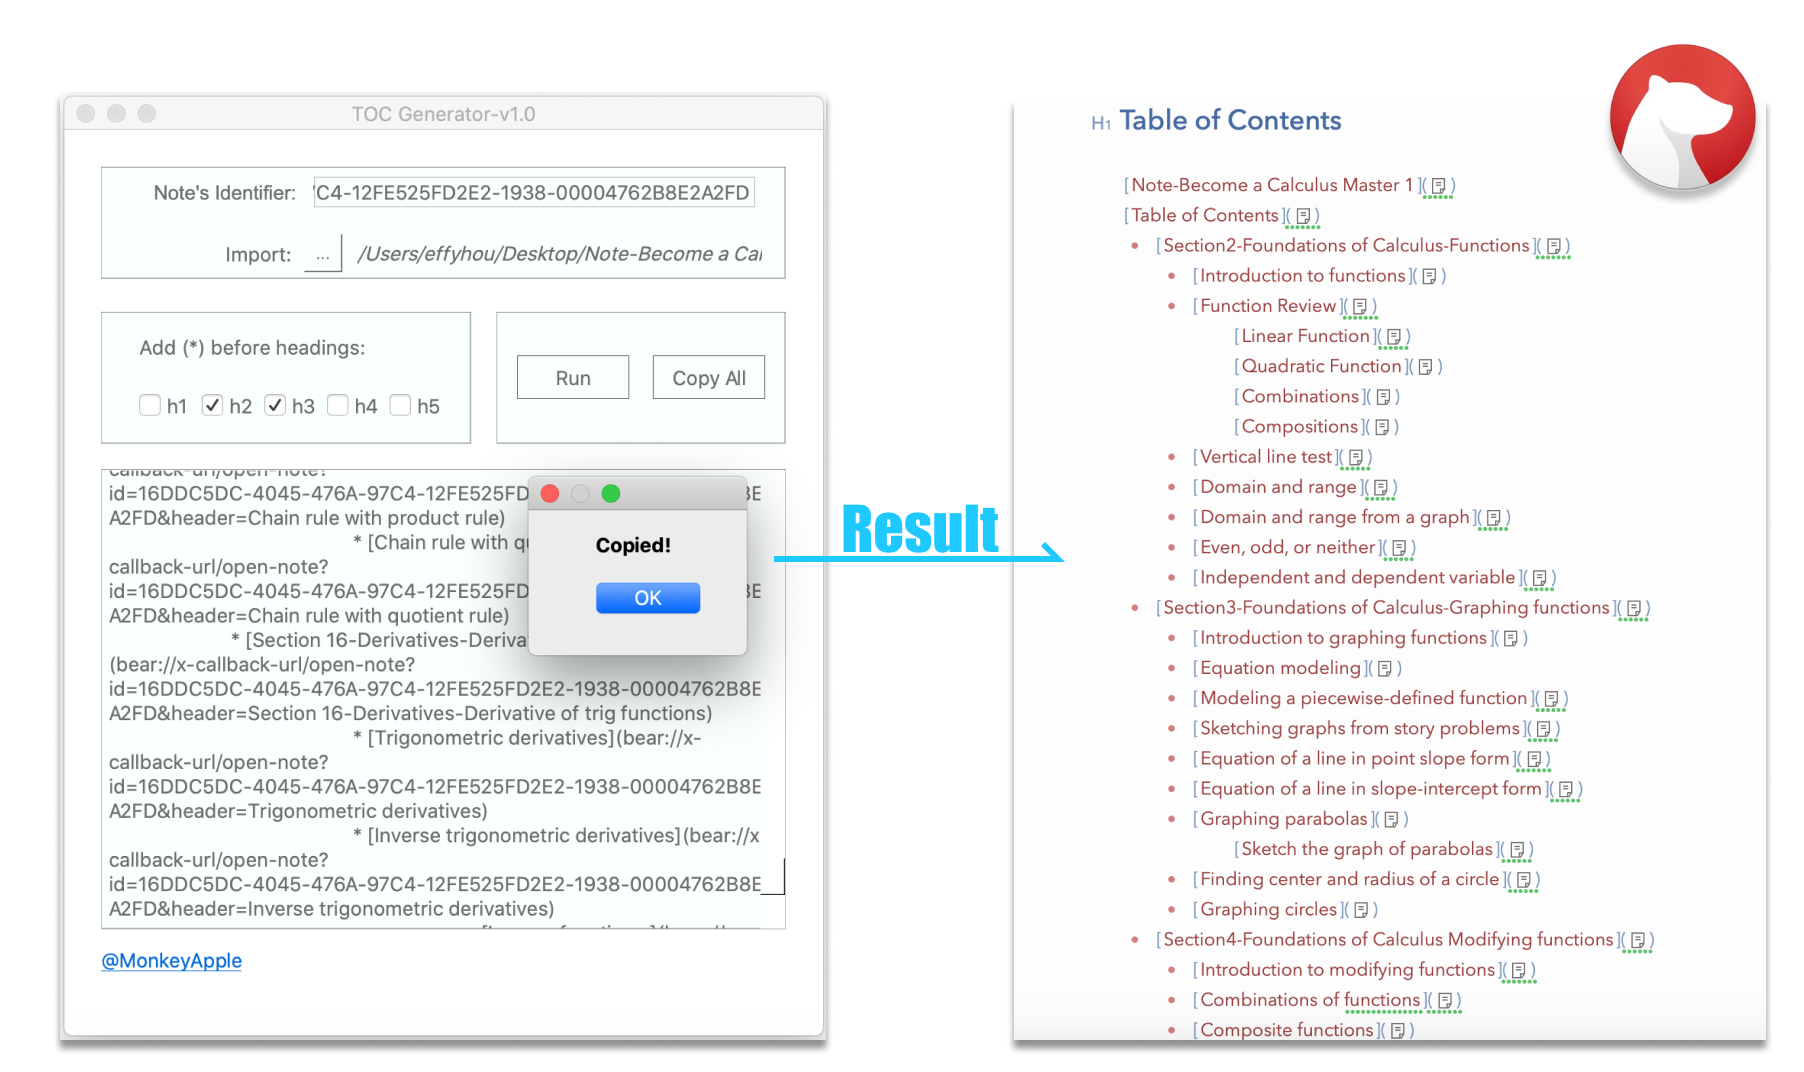 TOC Generator-v1.0
Note's Identifier: C4-12FE525FD2E2-1938-00004762B8E2A2FD
Import: ... /Users/effyhou/Desktop/Note-Become a Cal
Add (*) before headings:
h1 h2 h3 h4 h5
Run Copy All
callback-url/open-note?
id=16DDC5DC-4045-476A-97C4-12FE525FD
A2FD&header=Chain rule with product rule)
* [Chain rule with
callback-url/open-note?
id=16DDC5DC-4045-476A-97C4-12FE525FD
A2FD&header=Chain rule with quotient rule)
* [Section 16-Derivatives-Deriva
(bear://x-callback-url/open-note?
id=16DDC5DC-4045-476A-97C4-12FE525FD2E2-1938-00004762B8E
A2FD&header=Section 16-Derivatives-Derivative of trig functions)
* [Trigonometric derivatives](bear://x-
callback-url/open-note?
id=16DDC5DC-4045-476A-97C4-12FE525FD2E2-1938-00004762B8E
A2FD&header=Trigonometric derivatives)
* [Inverse trigonometric derivatives](bear://x
callback-url/open-note?
id=16DDC5DC-4045-476A-97C4-12FE525FD2E2-1938-00004762B8E
A2FD&header=Inverse trigonometric derivatives)
@MonkeyApple
Copied!
OK
Result
H1 Table of Contents
[Note-Become a Calculus Master 1]( )
[Table of Contents]( )
• [Section2-Foundations of Calculus-Functions]( )
• [Introduction to functions]( )
• [Function Review]( )
[Linear Function]( )
[Quadratic Function]( )
[Combinations]( )
[Compositions]( )
• [Vertical line test]( )
• [Domain and range]( )
• [Domain and range from a graph]( )
• [Even, odd, or neither]( )
• [Independent and dependent variable]( )
• [Section3-Foundations of Calculus-Graphing functions]( )
• [Introduction to graphing functions]( )
• [Equation modeling]( )
• [Modeling a piecewise-defined function]( )
• [Sketching graphs from story problems]( )
• [Equation of a line in point slope form]( )
• [Equation of a line in slope-intercept form]( )
• [Graphing parabolas]( )
[Sketch the graph of parabolas]( )
• [Finding center and radius of a circle]( )
• [Graphing circles]( )
• [Section4-Foundations of Calculus Modifying functions]( )
• [Introduction to modifying functions]( )
• [Combinations of functions]( )
• [Composite functions]( )